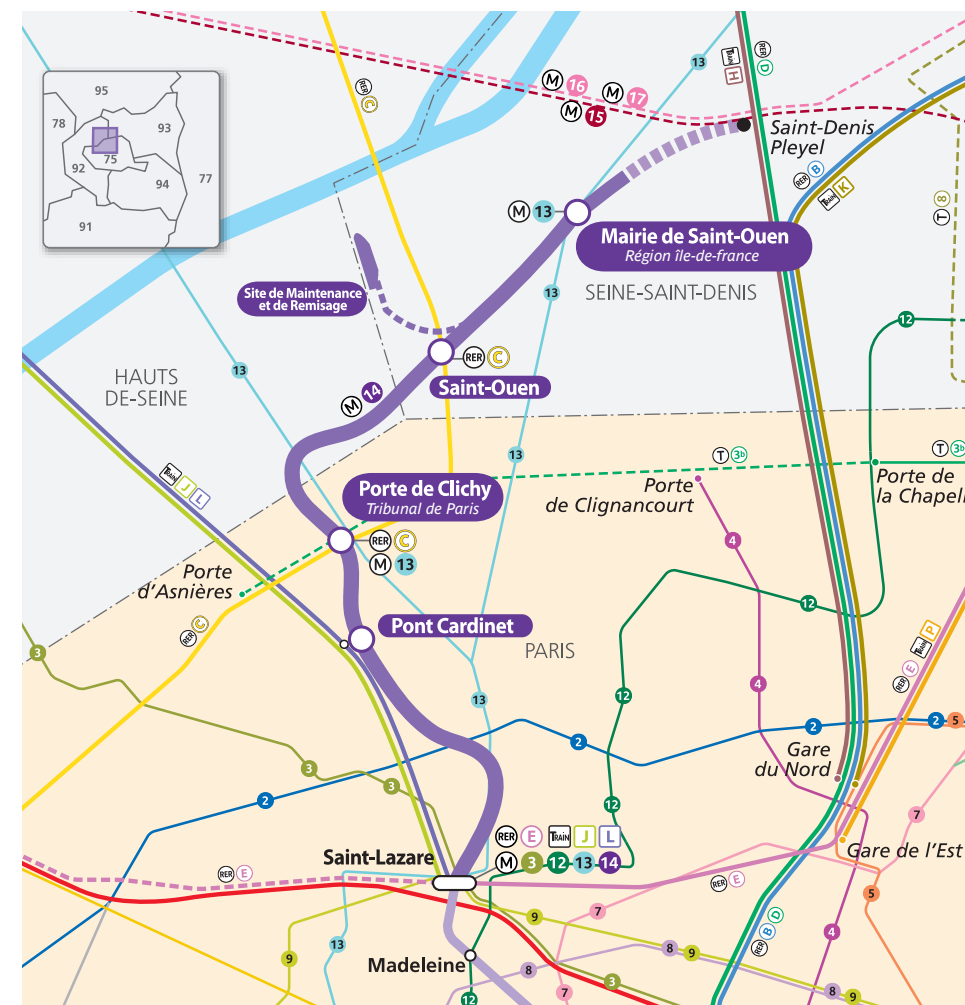 95
78
93
92
75
94
77
91
RER C
13
Train H
RER D
M 16
M 17
M 15
Saint-Denis
Pleyel
RER B
Train K
T 8
M 13
Mairie de Saint-Ouen
Région île-de-france
Site de Maintenance
et de Remisage
SEINE-SAINT-DENIS
13
12
RER C
Saint-Ouen
HAUTS
DE-SEINE
13
M 14
13
T 3b
T 3b
Train J L
Porte de Clichy
Tribunal de Paris
Porte
de Clignancourt
Porte de
la Chapell
RER C
M 13
4
Porte
d'Asnières
12
RER C
Pont Cardinet
PARIS
3
RER E
Train P
4
12
13
2
2
2
5
Gare
du Nord
3
3
2
12
7
RER E Train J L
Saint-Lazare
M 3 12 13 14
Gare de l'Est
RER E
RER E
5
9
7
4
13
9
Madeleine
8
9
RER B D
8
7
3
8
9
12